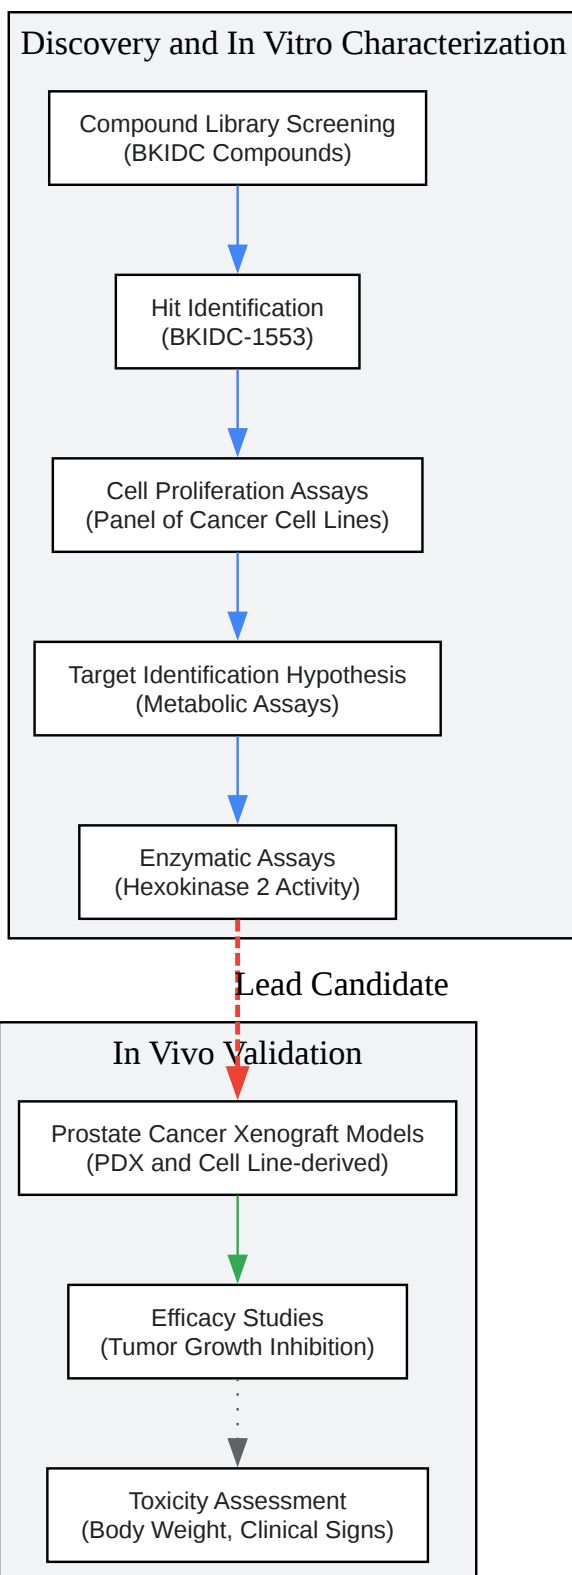 Discovery and In Vitro Characterization
Compound Library Screening
(BKIDC Compounds)
Hit Identification
(BKIDC-1553)
Cell Proliferation Assays
(Panel of Cancer Cell Lines)
Target Identification Hypothesis
(Metabolic Assays)
Enzymatic Assays
(Hexokinase 2 Activity)
Lead Candidate
In Vivo Validation
Prostate Cancer Xenograft Models
(PDX and Cell Line-derived)
Efficacy Studies
(Tumor Growth Inhibition)
Toxicity Assessment
(Body Weight, Clinical Signs)